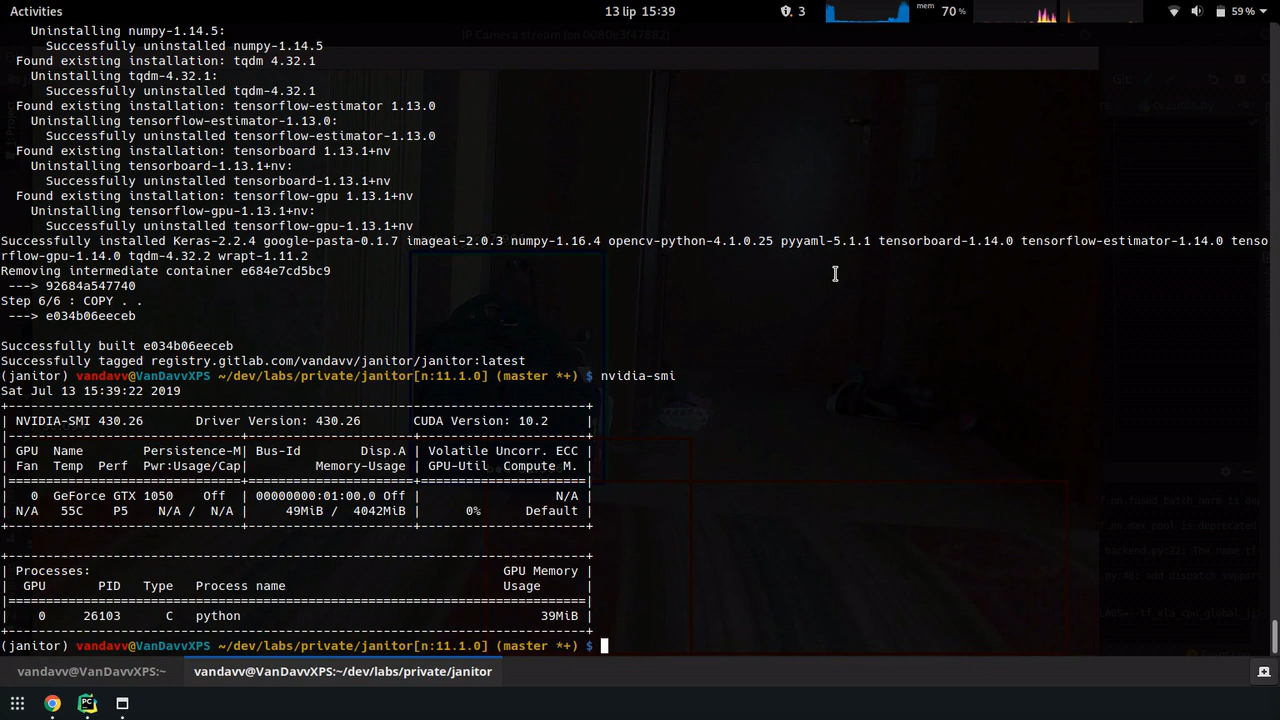 Activities
13 lip 15:39
3
mem
70 %
59 %
IP Camera stream (on 0080e3f47882)
Uninstalling numpy-1.14.5:
Successfully uninstalled numpy-1.14.5
Found existing installation: tqdm 4.32.1
Uninstalling tqdm-4.32.1:
Successfully uninstalled tqdm-4.32.1
Found existing installation: tensorflow-estimator 1.13.0
Uninstalling tensorflow-estimator-1.13.0:
Successfully uninstalled tensorflow-estimator-1.13.0
Found existing installation: tensorboard 1.13.1+nv
Uninstalling tensorboard-1.13.1+nv:
Successfully uninstalled tensorboard-1.13.1+nv
Found existing installation: tensorflow-gpu 1.13.1+nv
Uninstalling tensorflow-gpu-1.13.1+nv:
Successfully uninstalled tensorflow-gpu-1.13.1+nv
Successfully installed Keras-2.2.4 google-pasta-0.1.7 imageai-2.0.3 numpy-1.16.4 opencv-python-4.1.0.25 pyyaml-5.1.1 tensorboard-1.14.0 tensorflow-estimator-1.14.0 tenso
rflow-gpu-1.14.0 tqdm-4.32.2 wrapt-1.11.2
Removing intermediate container e684e7cd5bc9
---> 92684a547740
Step 6/6 : COPY . .
---> e034b06eeceb
Successfully built e034b06eeceb
Successfully tagged registry.gitlab.com/vandavv/janitor/janitor:latest
(janitor) vandavv@VanDavvXPS ~/dev/labs/private/janitor[n:11.1.0] (master *+) $ nvidia-smi
Sat Jul 13 15:39:22 2019
+-----------------------------------------------------------------------------+
| NVIDIA-SMI 430.26       Driver Version: 430.26       CUDA Version: 10.2     |
|-------------------------------+----------------------+----------------------+
| GPU  Name        Persistence-M| Bus-Id        Disp.A | Volatile Uncorr. ECC |
| Fan  Temp  Perf  Pwr:Usage/Cap|         Memory-Usage | GPU-Util  Compute M. |
|===============================+======================+======================|
|   0  GeForce GTX 1050    Off  | 00000000:01:00.0 Off |                  N/A |
| N/A   55C    P5    N/A /  N/A |     49MiB /  4042MiB |      0%      Default |
+-------------------------------+----------------------+----------------------+
+-----------------------------------------------------------------------------+
| Processes:                                                       GPU Memory |
|  GPU       PID   Type   Process name                             Usage      |
|=============================================================================|
|    0     26103      C   python                                        39MiB |
+-----------------------------------------------------------------------------+
(janitor) vandavv@VanDavvXPS ~/dev/labs/private/janitor[n:11.1.0] (master *+) $
vandavv@VanDavvXPS:~
vandavv@VanDavvXPS:~/dev/labs/private/janitor